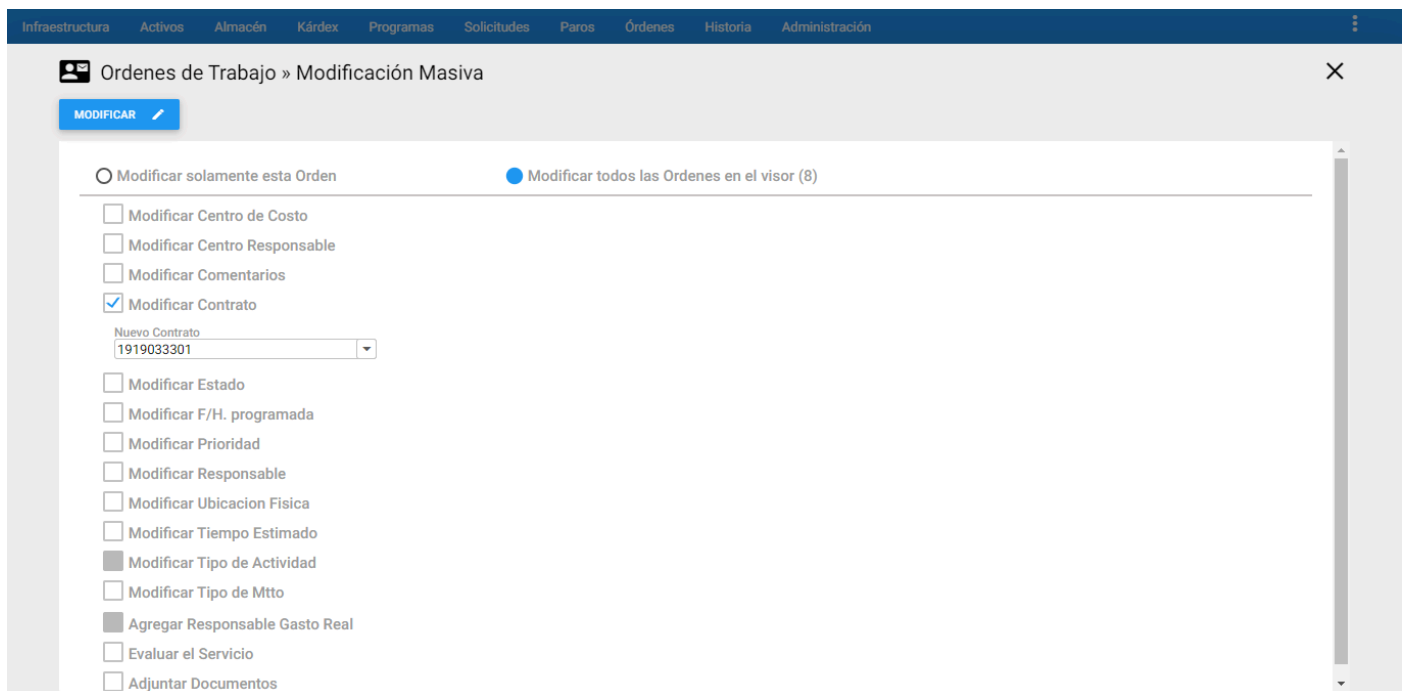 Infraestructura Activos Almacén Kárdex Programas Solicitudes Paros Órdenes Historia Administración
Ordenes de Trabajo » Modificación Masiva
MODIFICAR
Modificar solamente esta Orden Modificar todos las Ordenes en el visor (8)
Modificar Centro de Costo
Modificar Centro Responsable
Modificar Comentarios
Modificar Contrato
Nuevo Contrato
1919033301
Modificar Estado
Modificar F/H. programada
Modificar Prioridad
Modificar Responsable
Modificar Ubicacion Fisica
Modificar Tiempo Estimado
Modificar Tipo de Actividad
Modificar Tipo de Mtto
Agregar Responsable Gasto Real
Evaluar el Servicio
Adjuntar Documentos